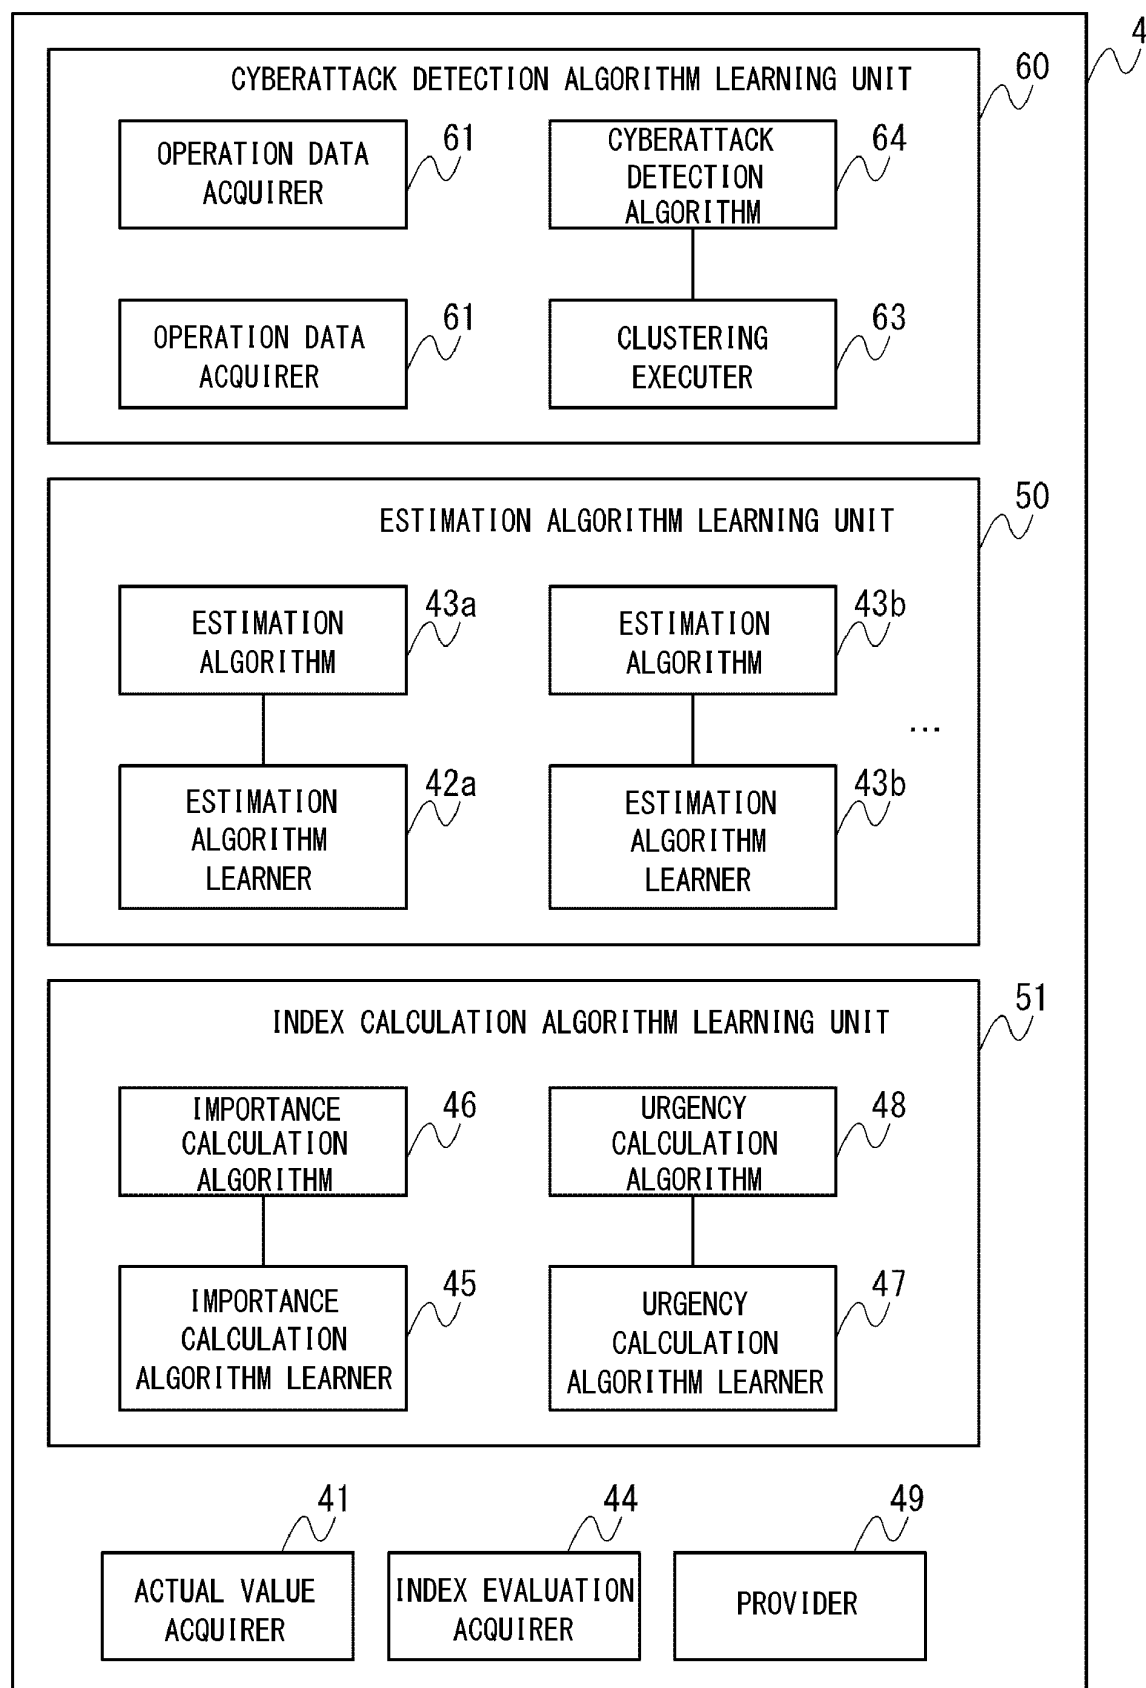 4
CYBERATTACK DETECTION ALGORITHM LEARNING UNIT
60
OPERATION DATA
ACQUIRER
61
CYBERATTACK
DETECTION
ALGORITHM
64
OPERATION DATA
ACQUIRER
61
CLUSTERING
EXECUTER
63
ESTIMATION ALGORITHM LEARNING UNIT
50
ESTIMATION
ALGORITHM
43a
ESTIMATION
ALGORITHM
43b
...
ESTIMATION
ALGORITHM
LEARNER
42a
ESTIMATION
ALGORITHM
LEARNER
43b
INDEX CALCULATION ALGORITHM LEARNING UNIT
51
IMPORTANCE
CALCULATION
ALGORITHM
46
URGENCY
CALCULATION
ALGORITHM
48
IMPORTANCE
CALCULATION
ALGORITHM LEARNER
45
URGENCY
CALCULATION
ALGORITHM LEARNER
47
41
ACTUAL VALUE
ACQUIRER
44
INDEX EVALUATION
ACQUIRER
49
PROVIDER